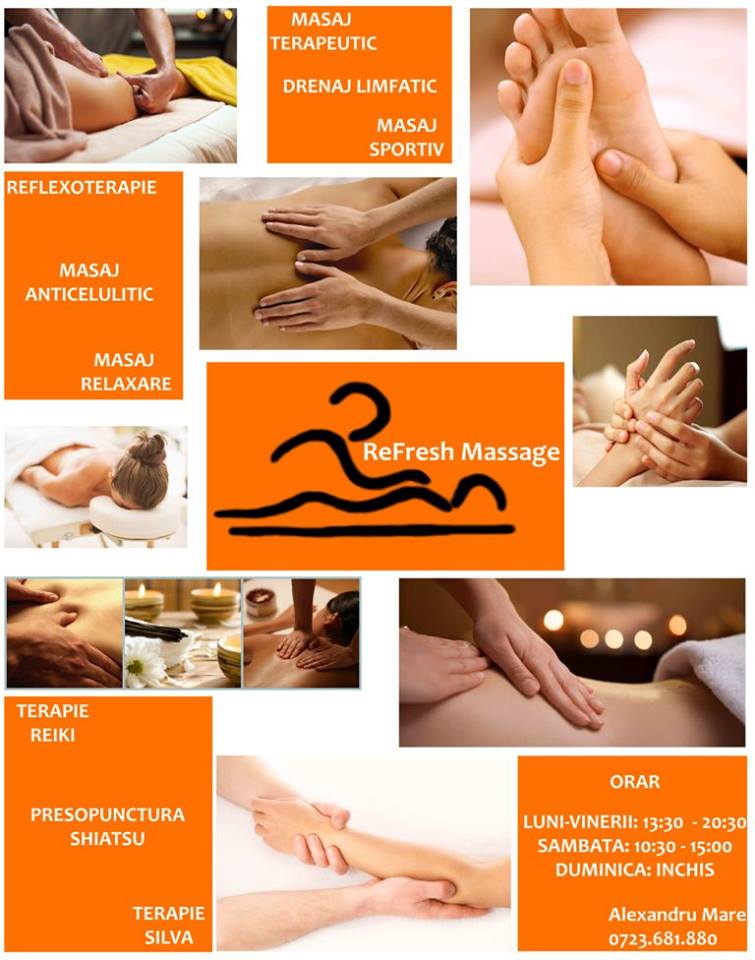 MASAJ
TERAPEUTIC
DRENAJ LIMFATIC
MASAJ
SPORTIV
REFLEXOTERAPIE
MASAJ
ANTICELULITIC
MASAJ
RELAXARE
ReFresh Massage
TERAPIE
REIKI
PRESOPUNCTURA
SHIATSU
TERAPIE
SILVA
ORAR
LUNI-VINERII: 13:30 - 20:30
SAMBATA: 10:30 - 15:00
DUMINICA: INCHIS
Alexandru Mare
0723.681.880